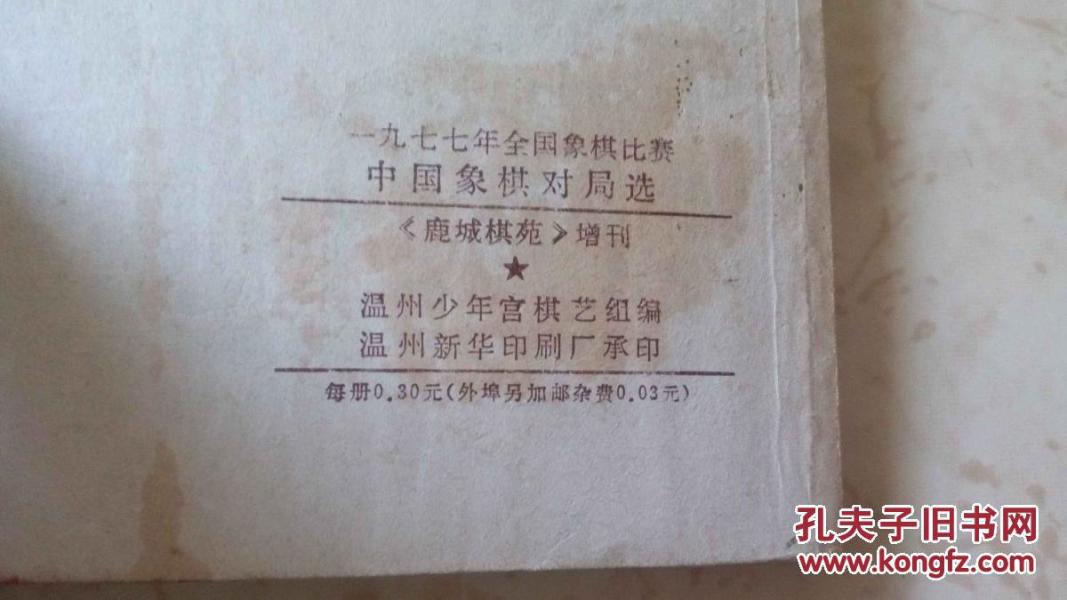 一九七七年全国象棋比赛
中国象棋对局选
《鹿城棋苑》增刊
★
温州少年宫棋艺组编
温州新华印刷厂承印
每册0.30元(外埠另加邮杂费0.03元)
孔夫子旧书网
www.kongfz.com